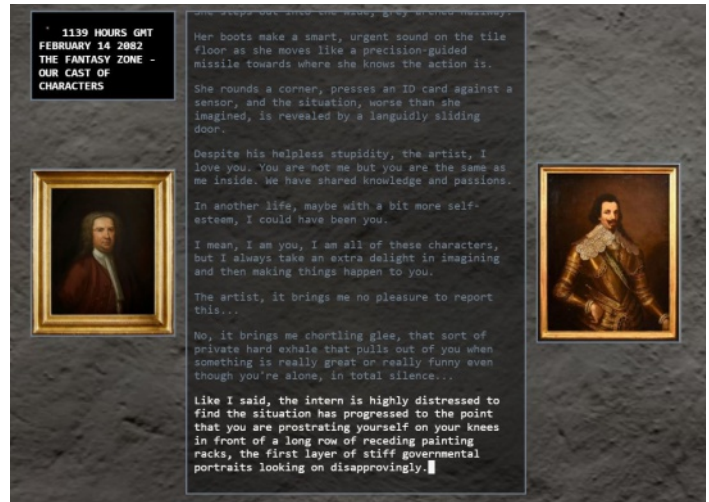 1139 HOURS GMT
FEBRUARY 14 2082
THE FANTASY ZONE -
OUR CAST OF
CHARACTERS
She steps out into the wide, grey arched hallway.
Her boots make a smart, urgent sound on the tile
floor as she moves like a precision-guided
missile towards where she knows the action is.
She rounds a corner, presses an ID card against a
sensor, and the situation, worse than she
imagined, is revealed by a languidly sliding
door.
Despite his helpless stupidity, the artist, I
love you. You are not me but you are the same as
me inside. We have shared knowledge and passions.
In another life, maybe with a bit more self-
esteem, I could have been you.
I mean, I am you, I am all of these characters,
but I always take an extra delight in imagining
and then making things happen to you.
The artist, it brings me no pleasure to report
this...
No, it brings me chortling glee, that sort of
private hard exhale that pulls out of you when
something is really great or really funny even
though you're alone, in total silence...
Like I said, the intern is highly distressed to
find the situation has progressed to the point
that you are prostrating yourself on your knees
in front of a long row of receding painting
racks, the first layer of stiff governmental
portraits looking on disapprovingly.